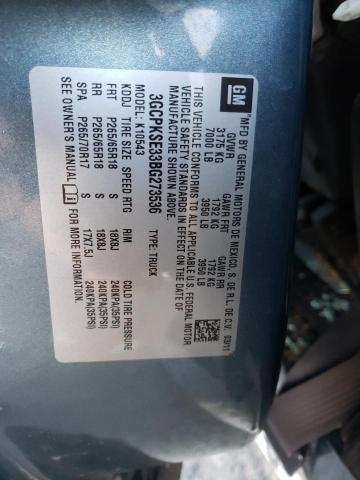 GM
MFD BY GENERAL MOTORS DE MEXICO, S. DE R.L. DE C.V. 03/11
GVWR GAWR FRT GAWR RR
3175 KG 1792 KG 1792 KG
7000 LB 3950 LB 3950 LB
THIS VEHICLE CONFORMS TO ALL APPLICABLE U.S. FEDERAL MOTOR
VEHICLE SAFETY STANDARDS IN EFFECT ON THE DATE OF
MANUFACTURE SHOWN ABOVE.
3GCPKSE33BG273536 TYPE: TRUCK
MODEL: K10543
KDDJ TIRE SIZE SPEED RTG RIM COLD TIRE PRESSURE
FRT P265/65R18 S 18X8J 240KPA(35PSI)
RR P265/65R18 S 18X8J 240KPA(35PSI)
SPA P265/70R17 S 17X7.5J 240KPA(35PSI)
SEE OWNER'S MANUAL FOR MORE INFORMATION.